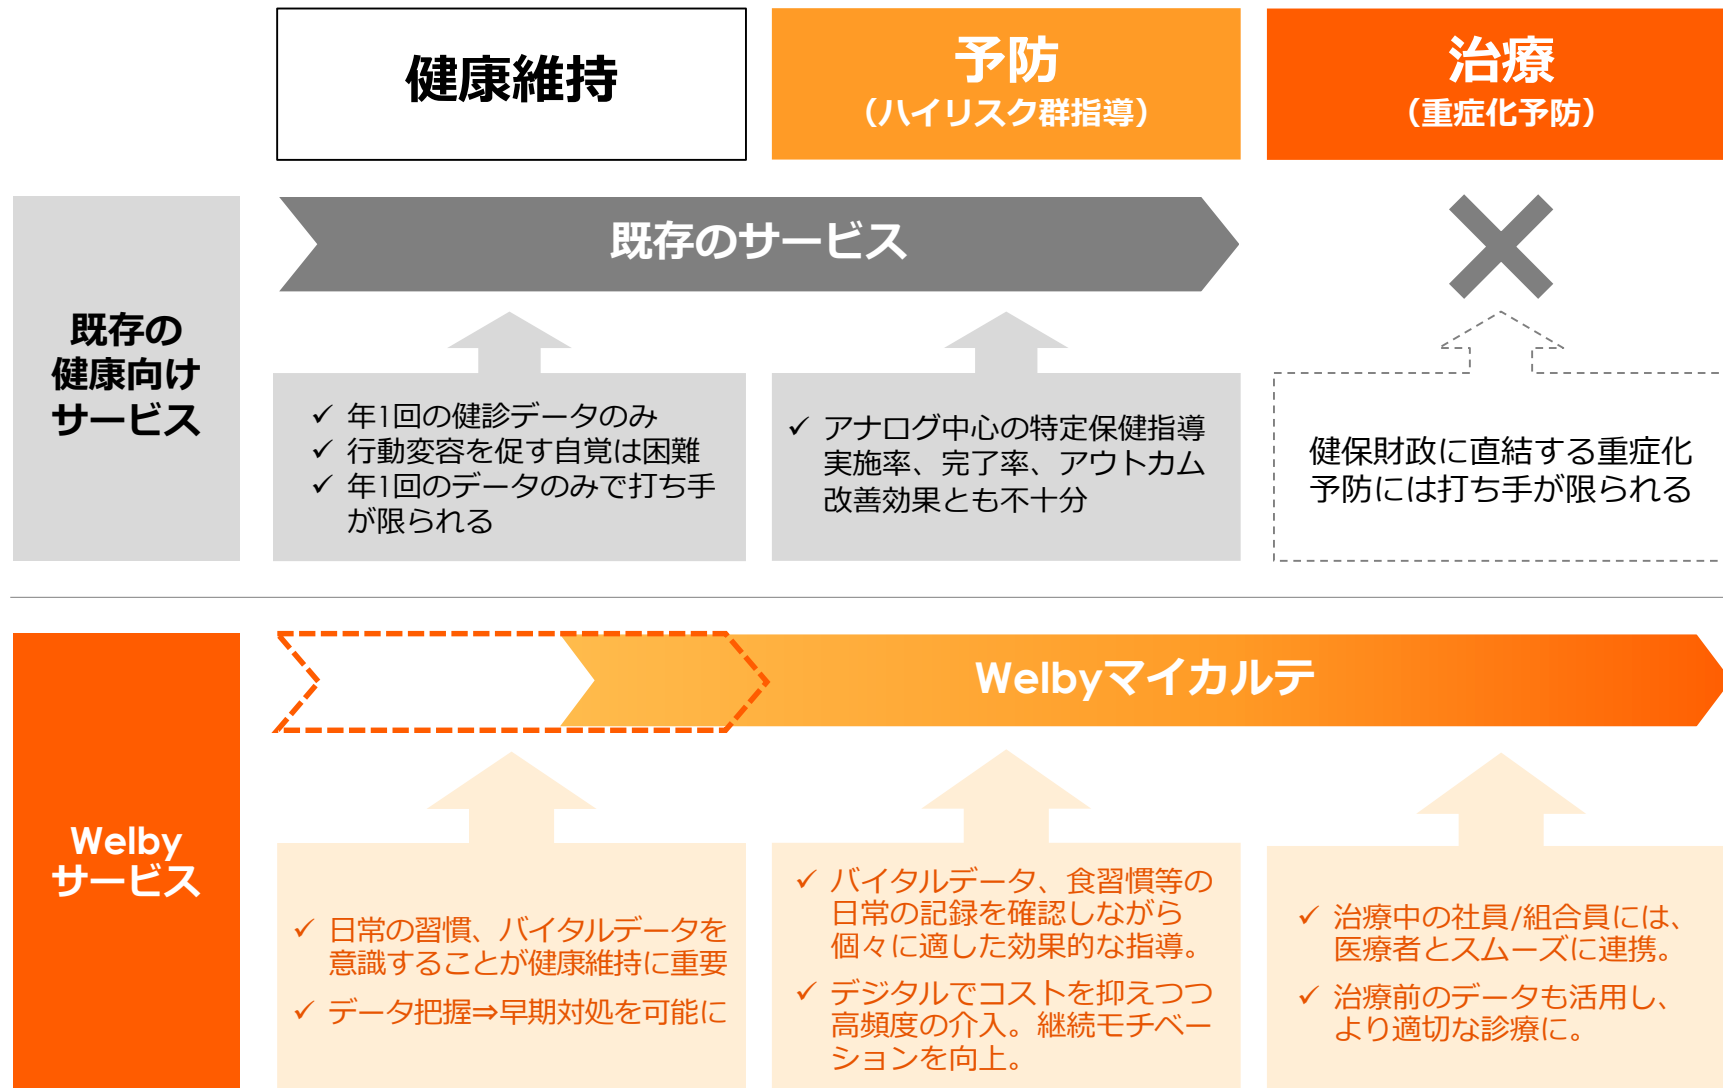 健康維持
予防
（ハイリスク群指導）
治療
（重症化予防）
既存の
健康向け
サービス
既存のサービス
✓ 年1回の健診データのみ
✓ 行動変容を促す自覚は困難
✓ 年1回のデータのみで打ち手
が限られる
✓ アナログ中心の特定保健指導
実施率、完了率、アウトカム
改善効果とも不十分
健保財政に直結する重症化
予防には打ち手が限られる
Welby
サービス
Welbyマイカルテ
✓ 日常の習慣、バイタルデータを
意識することが健康維持に重要
✓ データ把握⇒早期対処を可能に
✓ バイタルデータ、食習慣等の
日常の記録を確認しながら
個々に適した効果的な指導。
✓ デジタルでコストを抑えつつ
高頻度の介入。継続モチベー
ションを向上。
✓ 治療中の社員/組合員には、
医療者とスムーズに連携。
✓ 治療前のデータも活用し、
より適切な診療に。